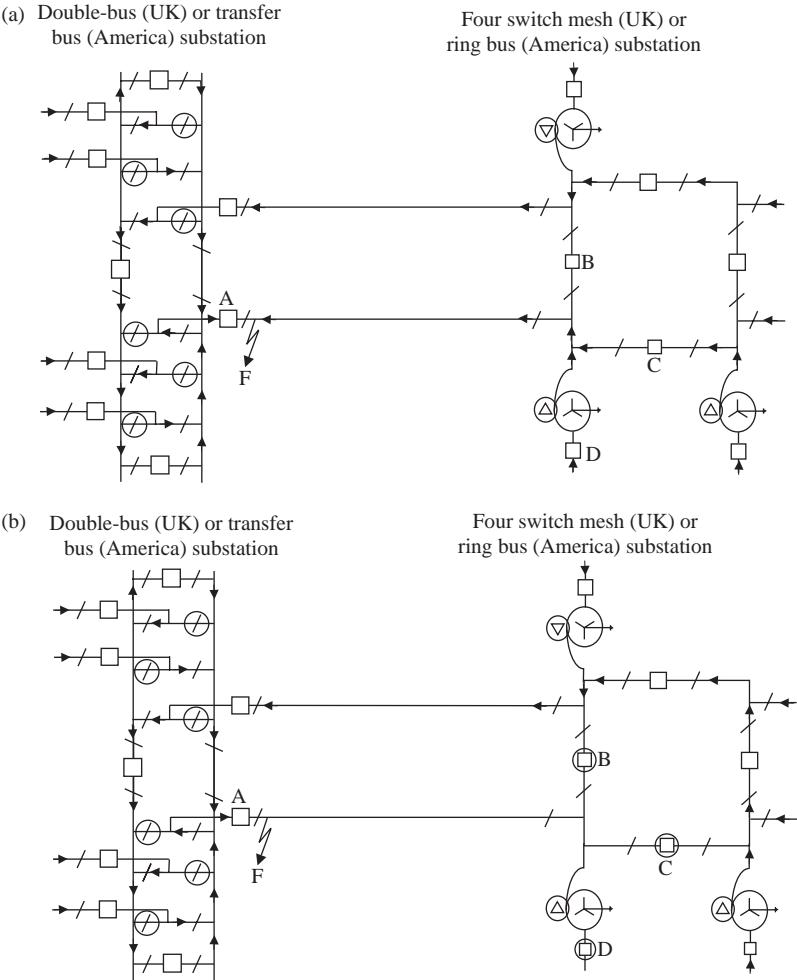 (a)
Double-bus (UK) or transfer
bus (America) substation
Four switch mesh (UK) or
ring bus (America) substation
B
A
F
C
D
(b)
Double-bus (UK) or transfer
bus (America) substation
Four switch mesh (UK) or
ring bus (America) substation
B
A
F
C
D